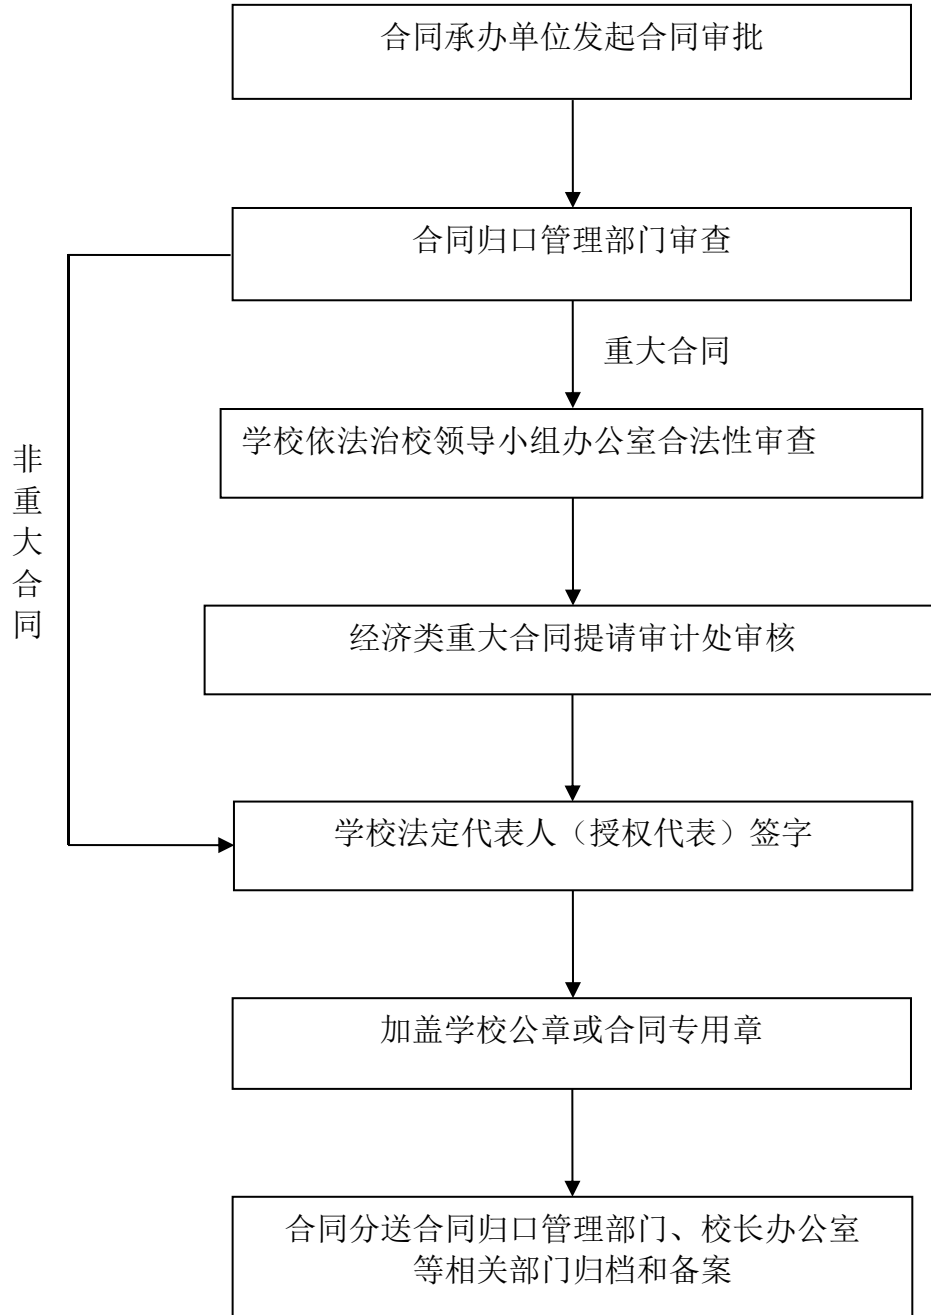 合同承办单位发起合同审批
合同归口管理部门审查
重大合同
学校依法治校领导小组办公室合法性审查
非
重
大
合
同
经济类重大合同提请审计处审核
学校法定代表人（授权代表）签字
加盖学校公章或合同专用章
合同分送合同归口管理部门、校长办公室
等相关部门归档和备案